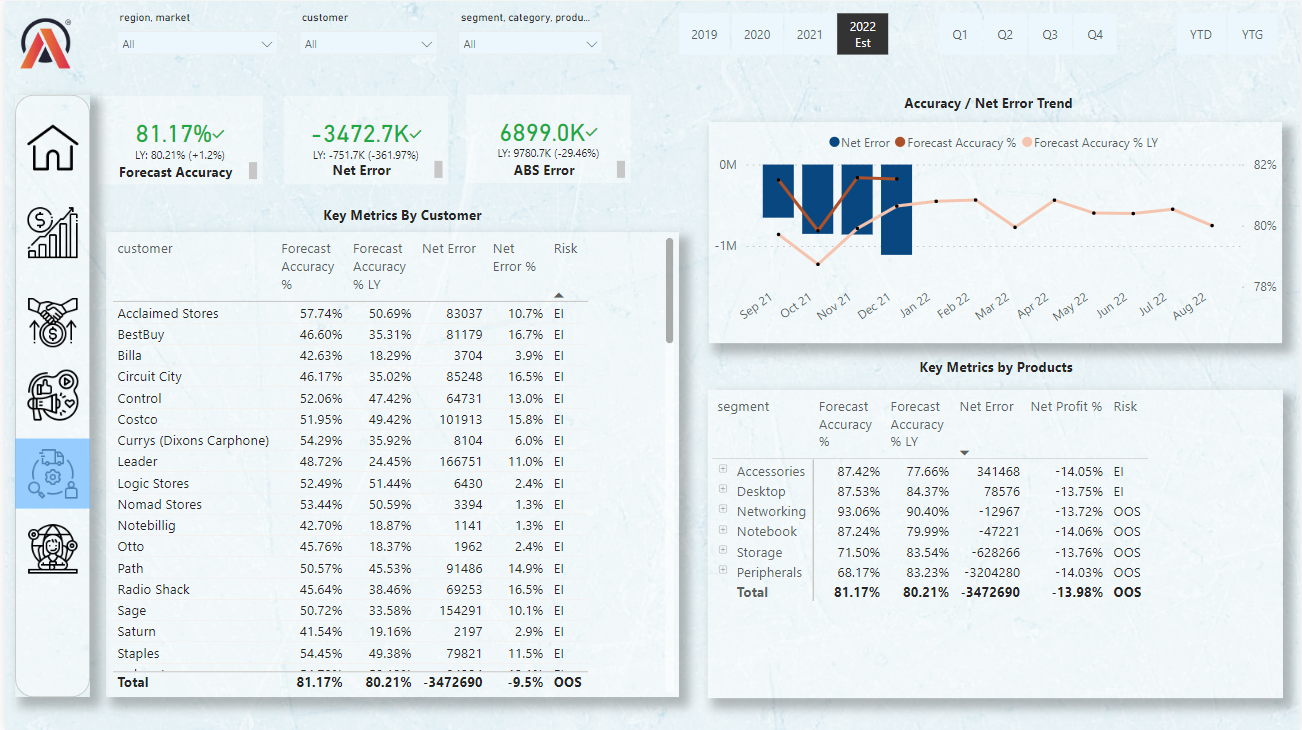 region, market
customer
segment, category, produ...
All
All
All
2019
2020
2021
2022
Est
Q1
Q2
Q3
Q4
YTD
YTG
81.17%✓
LY: 80.21% (+1.2%)
Forecast Accuracy
-3472.7K✓
LY: -751.7K (-361.97%)
Net Error
6899.0K✓
LY: 9780.7K (-29.46%)
ABS Error
Accuracy / Net Error Trend
Net Error Forecast Accuracy % Forecast Accuracy % LY
0M
-1M
82%
80%
78%
Sep 21
Oct 21
Nov 21
Dec 21
Jan 22
Feb 22
Mar 22
Apr 22
May 22
Jun 22
Jul 22
Aug 22
Key Metrics By Customer
customer Forecast Accuracy % Forecast Accuracy % LY Net Error Net Error % Risk
Acclaimed Stores 57.74% 50.69% 83037 10.7% EI
BestBuy 46.60% 35.31% 81179 16.7% EI
Billa 42.63% 18.29% 3704 3.9% EI
Circuit City 46.17% 35.02% 85248 16.5% EI
Control 52.06% 47.42% 64731 13.0% EI
Costco 51.95% 49.42% 101913 15.8% EI
Currys (Dixons Carphone) 54.29% 35.92% 8104 6.0% EI
Leader 48.72% 24.45% 166751 11.0% EI
Logic Stores 52.49% 51.44% 6430 2.4% EI
Nomad Stores 53.44% 50.59% 3394 1.3% EI
Notebillig 42.70% 18.87% 1141 1.3% EI
Otto 45.76% 18.37% 1962 2.4% EI
Path 50.57% 45.53% 91486 14.9% EI
Radio Shack 45.64% 38.46% 69253 16.5% EI
Sage 50.72% 33.58% 154291 10.1% EI
Saturn 41.54% 19.16% 2197 2.9% EI
Staples 54.45% 49.38% 79821 11.5% EI
Total 81.17% 80.21% -3472690 -9.5% OOS
Key Metrics by Products
segment Forecast Accuracy % Forecast Accuracy % LY Net Error Net Profit % Risk
Accessories 87.42% 77.66% 341468 -14.05% EI
Desktop 87.53% 84.37% 78576 -13.75% EI
Networking 93.06% 90.40% -12967 -13.72% OOS
Notebook 87.24% 79.99% -47221 -14.06% OOS
Storage 71.50% 83.54% -628266 -13.76% OOS
Peripherals 68.17% 83.23% -3204280 -14.03% OOS
Total 81.17% 80.21% -3472690 -13.98% OOS